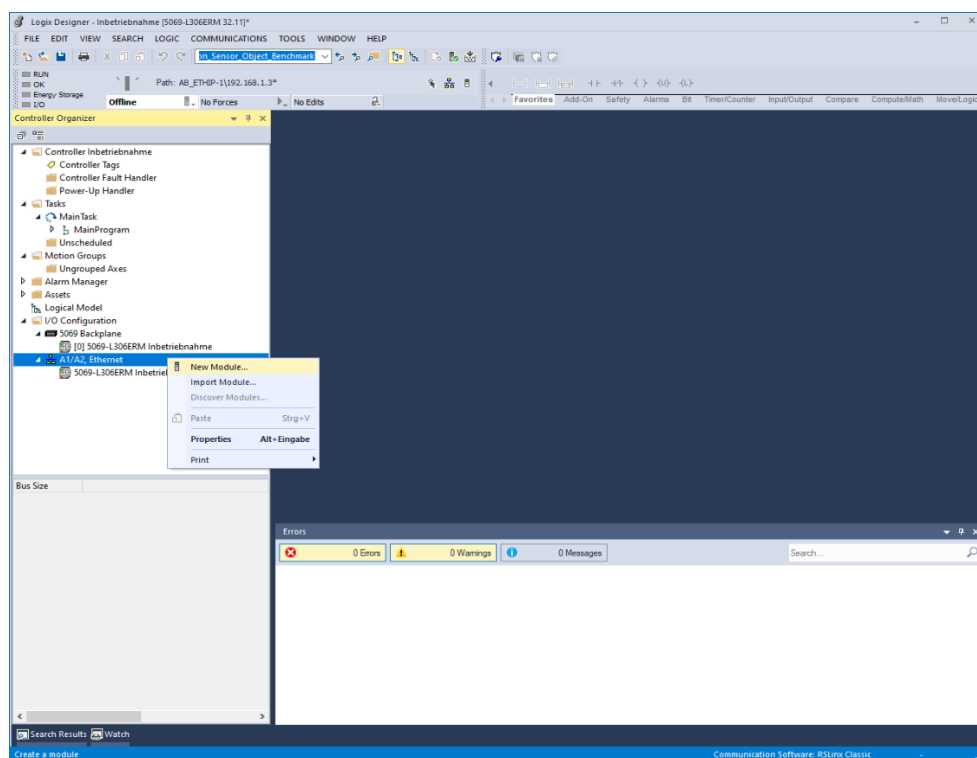 Logix Designer - Inbetriebnahme [5069-L306ERM 32.11]*
FILE EDIT VIEW SEARCH LOGIC COMMUNICATIONS TOOLS WINDOW HELP
on_Sensor_Object_Benchmark
RUN
OK
Energy Storage
I/O
Path: AB_ETHIP-1\192.168.1.3*
Offline No Forces No Edits
Favorites Add-On Safety Alarms Bit Timer/Counter Input/Output Compare Compute/Math Move/Logic
Controller Organizer
Controller Inbetriebnahme
Controller Tags
Controller Fault Handler
Power-Up Handler
Tasks
MainTask
MainProgram
Unscheduled
Motion Groups
Ungrouped Axes
Alarm Manager
Assets
Logical Model
I/O Configuration
5069 Backplane
[0] 5069-L306ERM Inbetriebnahme
A1/A2, Ethernet
5069-L306ERM Inbetrie
New Module...
Import Module...
Discover Modules...
Paste Strg+V
Properties Alt+Eingabe
Print
Bus Size
Errors
0 Errors 0 Warnings 0 Messages Search...
Search Results Watch
Create a module Communication Software: RSLinx Classic